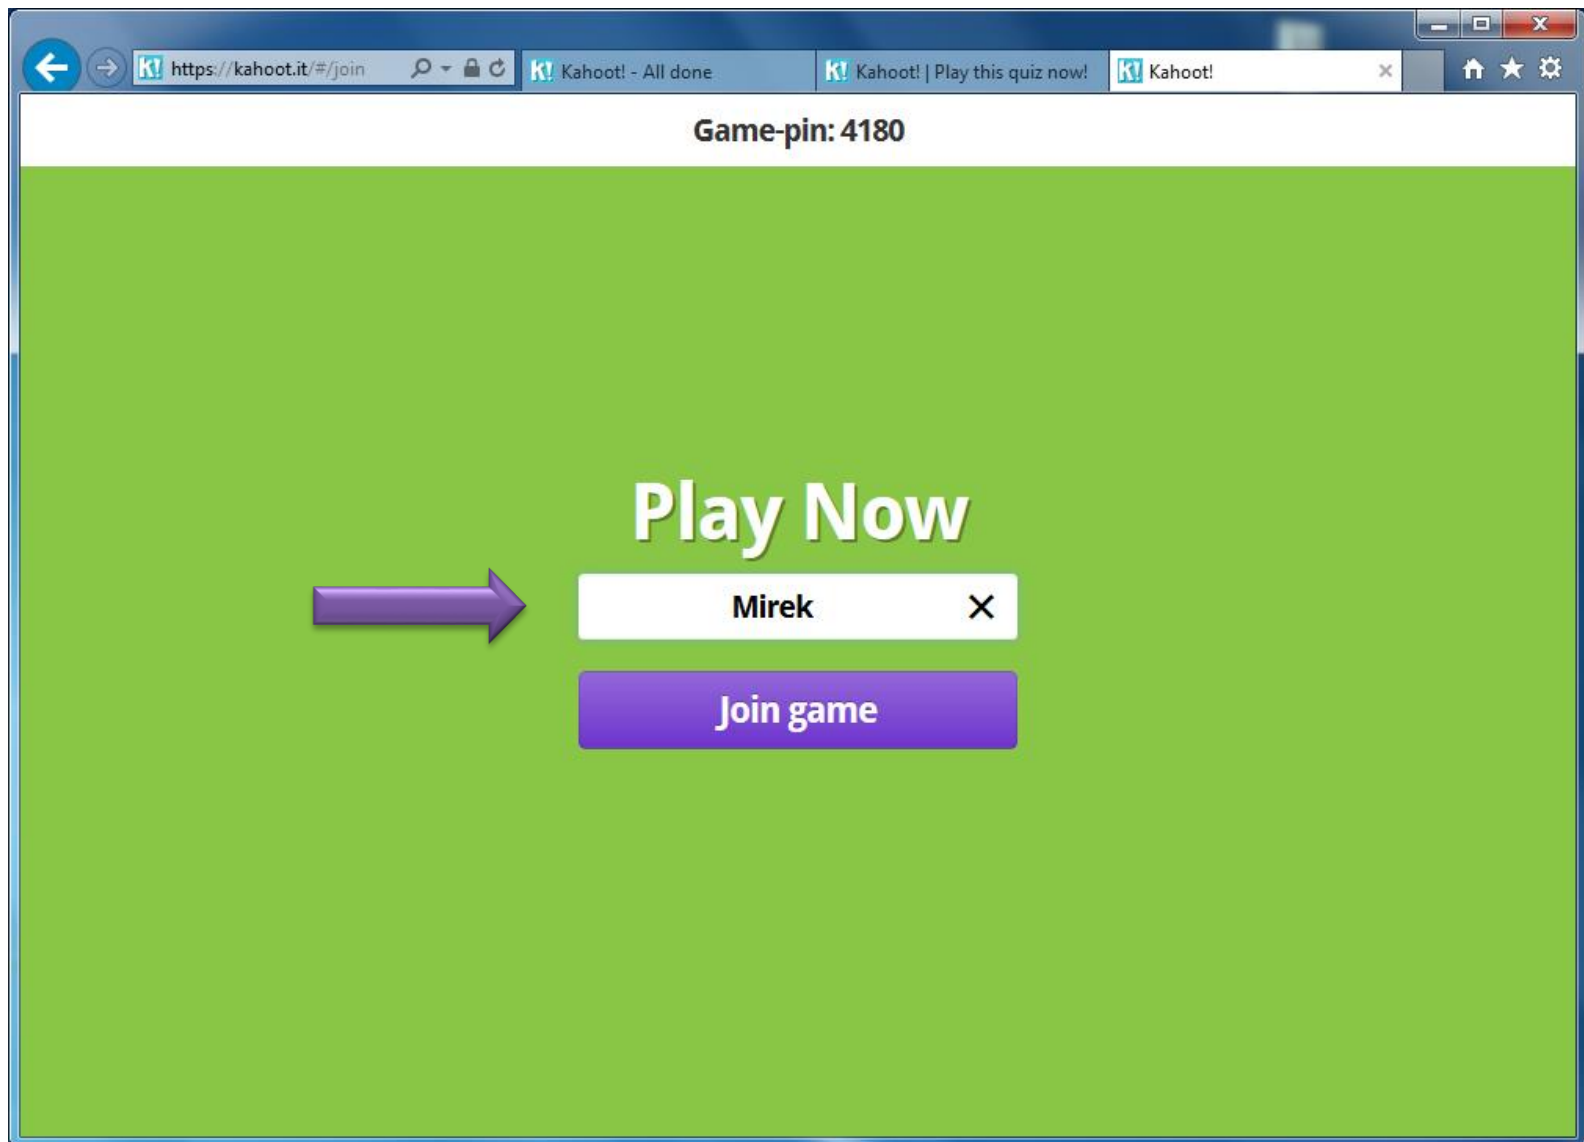 https://kahoot.it/#/join
K! Kahoot! - All done
K! Kahoot! | Play this quiz now!
K! Kahoot!
Game-pin: 4180
Play Now
Mirek
Join game